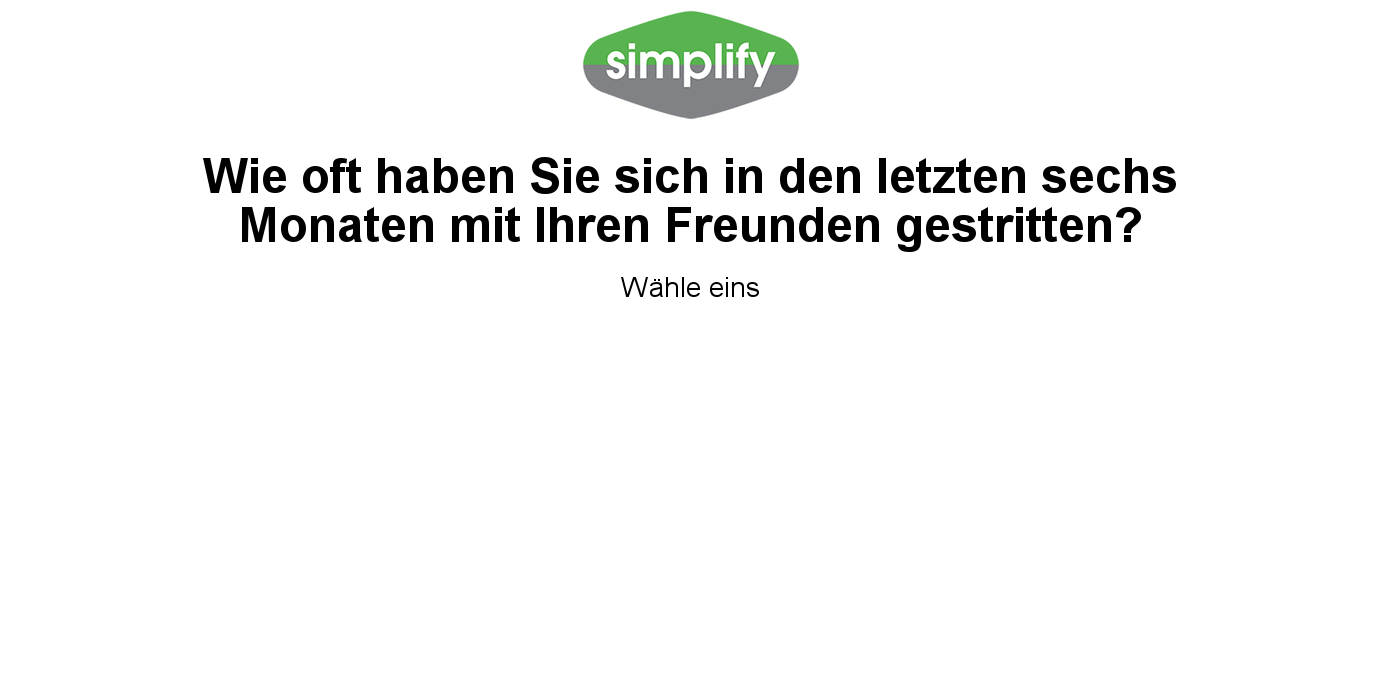 simplify
Wie oft haben Sie sich in den letzten sechs
Monaten mit Ihren Freunden gestritten?
Wähle eins